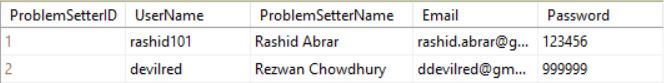 ProblemSetterID UserName ProblemSetterName Email Password
1 rashid101 Rashid Abrar rashid.abrar@g... 123456
2 devilred Rezwan Chowdhury ddevilred@gm... 999999